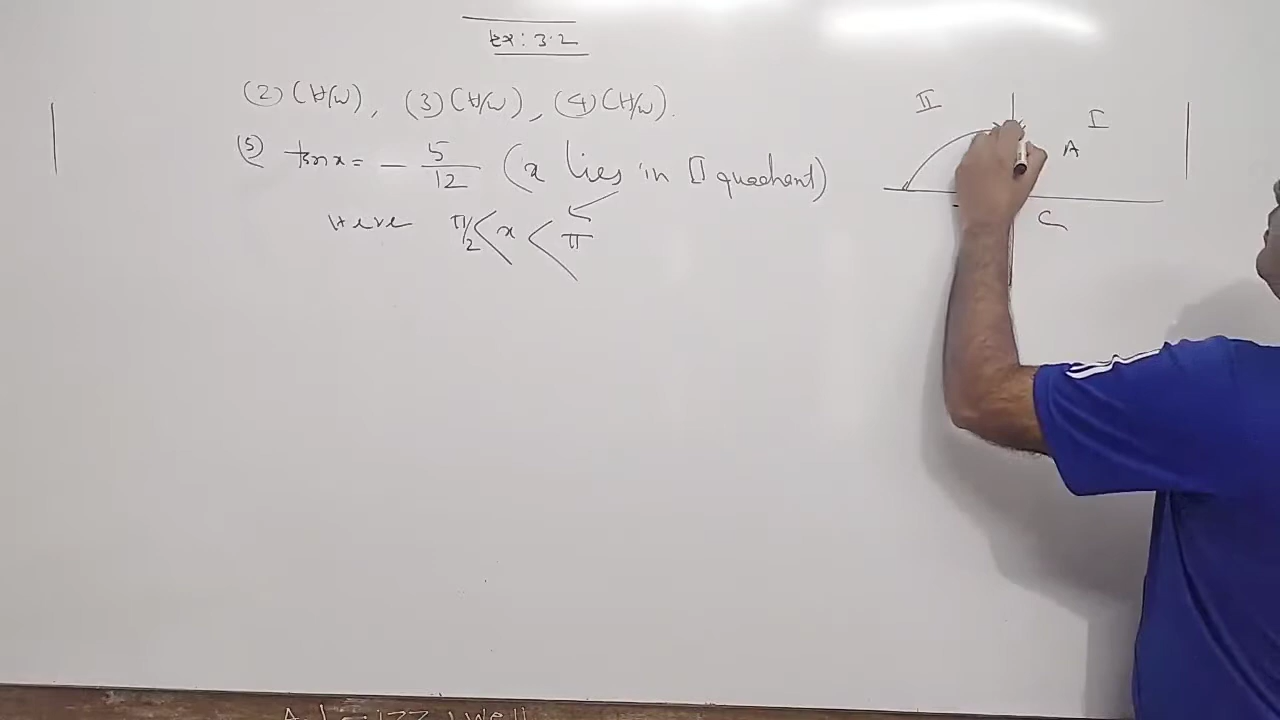 Ex: 3.2
(2) (H/W), (3) (H/W), (4) (H/W).
(5) tan x = - 5/12 (x lies in II quadrant)
Here π/2 < x < π
II
I
A
C